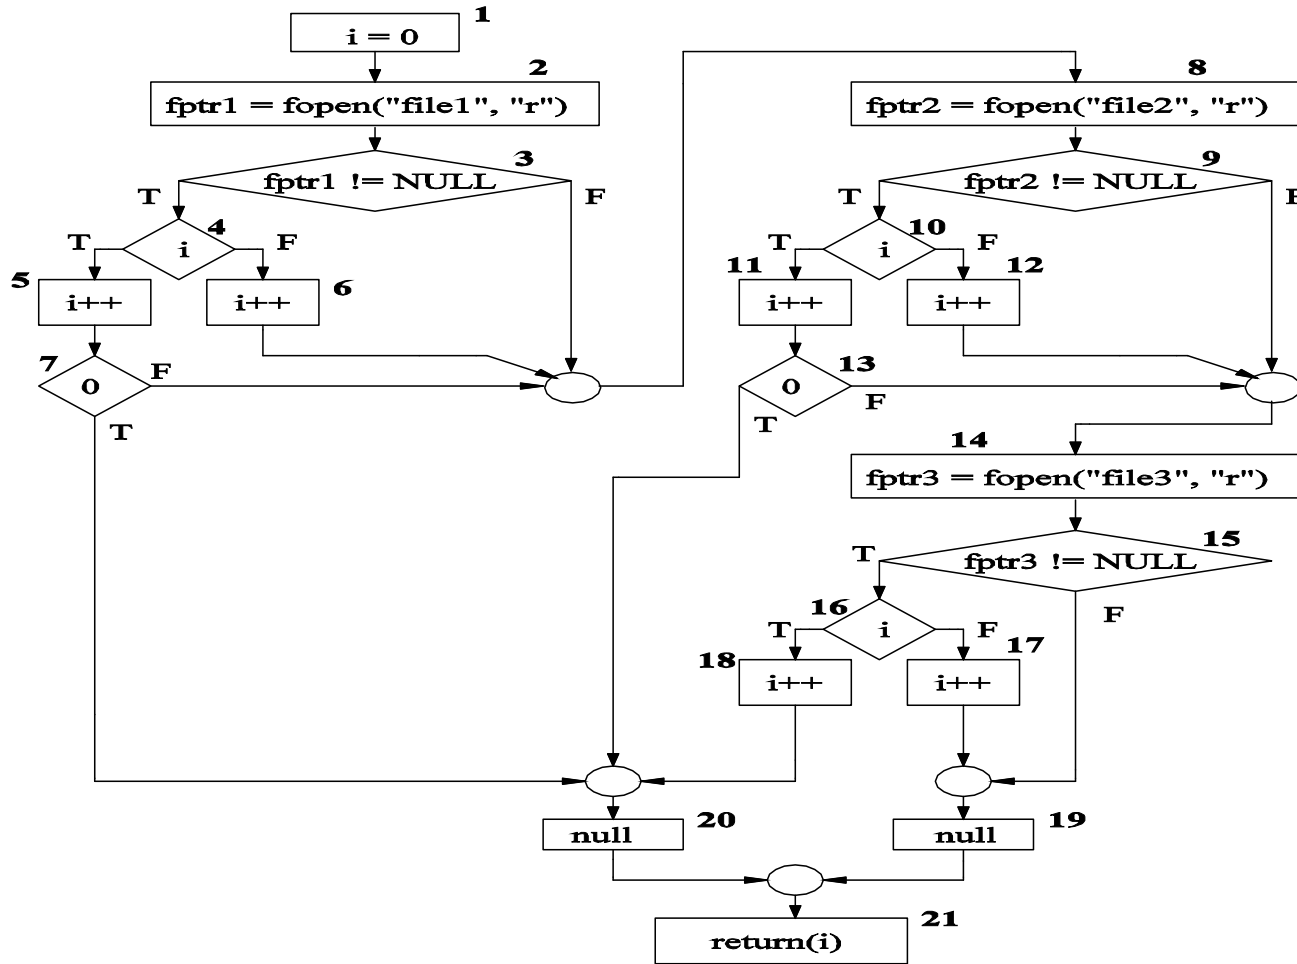 1
i = 0
2
fptr1 = fopen("file1", "r")
3
fptr1 != NULL
T
F
4
i
T
F
5
i++
i++
6
7
0
F
T
8
fptr2 = fopen("file2", "r")
9
fptr2 != NULL
T
F
10
i
T
F
11
i++
12
i++
13
0
F
T
14
fptr3 = fopen("file3", "r")
15
fptr3 != NULL
T
F
16
i
T
F
18
i++
17
i++
null
20
null
19
21
return(i)